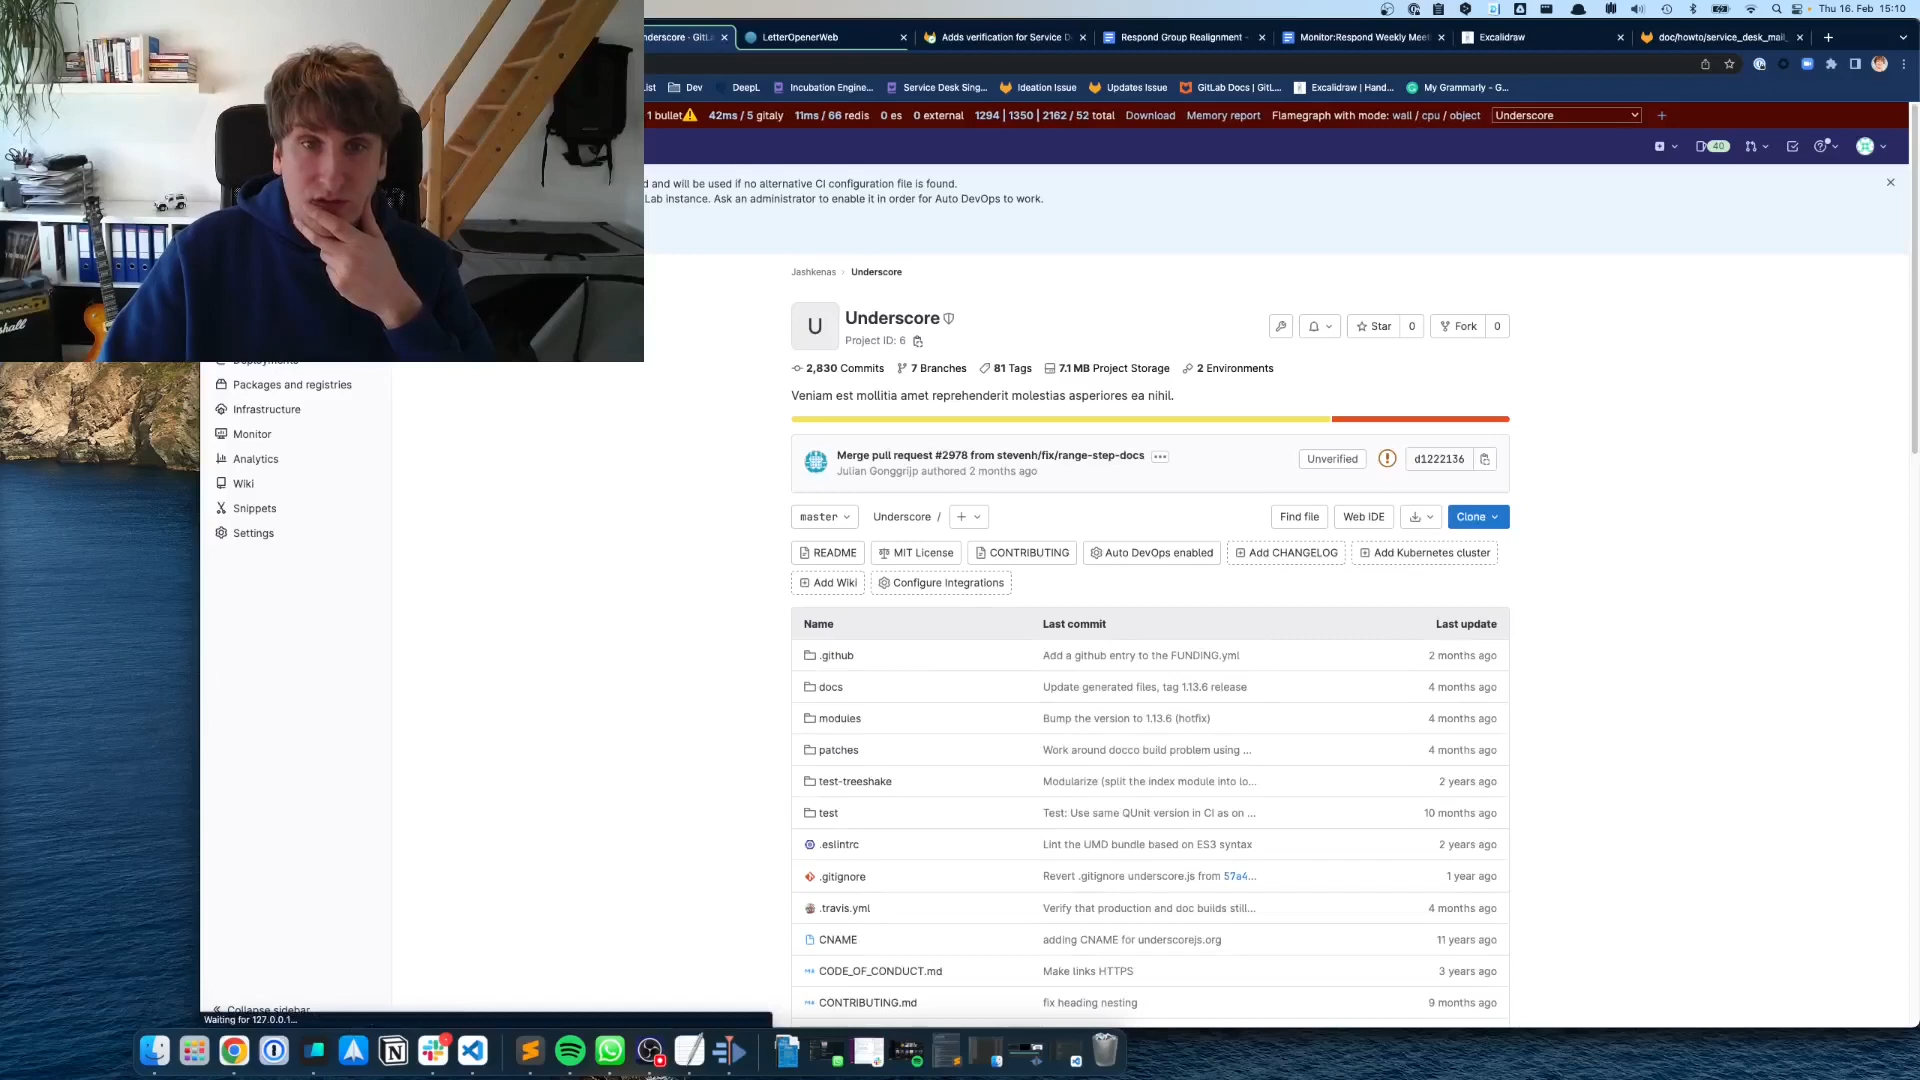 Thu 16. Feb 15:10
nderscore · GitLa
LetterOpenerWeb
Adds verification for Service D
Respond Group Realignment -
Monitor:Respond Weekly Meet
Excalidraw
doc/howto/service_desk_mail
ist
Dev
DeepL
Incubation Engine...
Service Desk Sing...
Ideation Issue
Updates Issue
GitLab Docs | GitL...
Excalidraw | Hand...
My Grammarly - G...
1 bullet
42ms / 5 gitaly
11ms / 66 redis
0 es
0 external
1294 | 1350 | 2162 / 52 total
Download
Memory report
Flamegraph with mode: wall / cpu / object
Underscore
40
d and will be used if no alternative CI configuration file is found.
Lab instance. Ask an administrator to enable it in order for Auto DevOps to work.
Jashkenas › Underscore
U
Underscore
Project ID: 6
Star 0
Fork 0
2,830 Commits
7 Branches
81 Tags
7.1 MB Project Storage
2 Environments
Veniam est mollitia amet reprehenderit molestias asperiores ea nihil.
Merge pull request #2978 from stevenh/fix/range-step-docs
Julian Gonggrijp authored 2 months ago
Unverified
d1222136
master
Underscore /
Find file
Web IDE
Clone
README
MIT License
CONTRIBUTING
Auto DevOps enabled
Add CHANGELOG
Add Kubernetes cluster
Add Wiki
Configure Integrations
Name Last commit Last update
.github Add a github entry to the FUNDING.yml 2 months ago
docs Update generated files, tag 1.13.6 release 4 months ago
modules Bump the version to 1.13.6 (hotfix) 4 months ago
patches Work around docco build problem using ... 4 months ago
test-treeshake Modularize (split the index module into lo... 2 years ago
test Test: Use same QUnit version in CI as on ... 10 months ago
.eslintrc Lint the UMD bundle based on ES3 syntax 2 years ago
.gitignore Revert .gitignore underscore.js from 57a4... 1 year ago
.travis.yml Verify that production and doc builds still... 4 months ago
CNAME adding CNAME for underscorejs.org 11 years ago
CODE_OF_CONDUCT.md Make links HTTPS 3 years ago
CONTRIBUTING.md fix heading nesting 9 months ago
Deployments
Packages and registries
Infrastructure
Monitor
Analytics
Wiki
Snippets
Settings
Collapse sidebar
Waiting for 127.0.0.1...